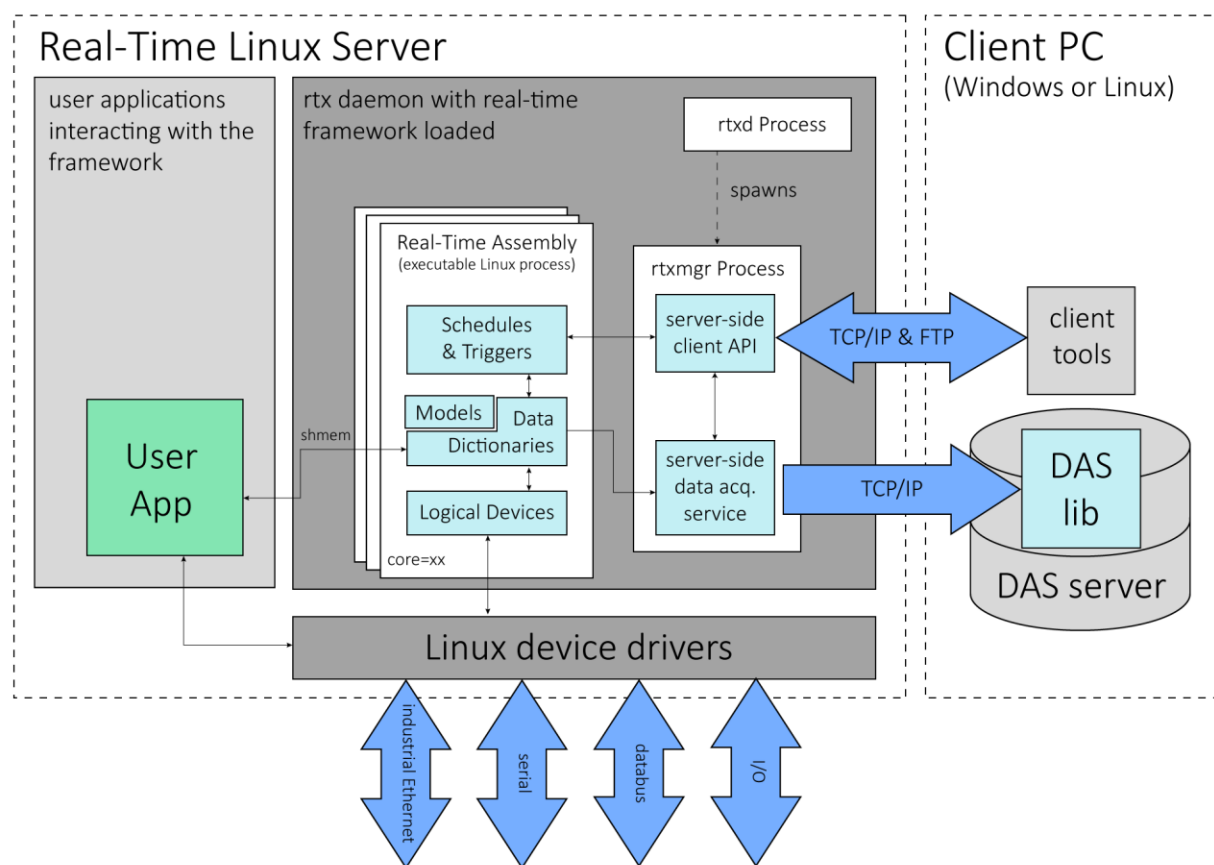 Real-Time Linux Server
user applications
interacting with the
framework
User
App
rtx daemon with real-time
framework loaded
rtxd Process
spawns
Real-Time Assembly
(executable Linux process)
Schedules
& Triggers
Models
Data
Dictionaries
Logical Devices
core=xx
shmem
rtxmgr Process
server-side
client API
server-side
data acq.
service
TCP/IP & FTP
TCP/IP
Client PC
(Windows or Linux)
client
tools
DAS
lib
DAS server
Linux device drivers
industrial Ethernet
serial
databus
I/O